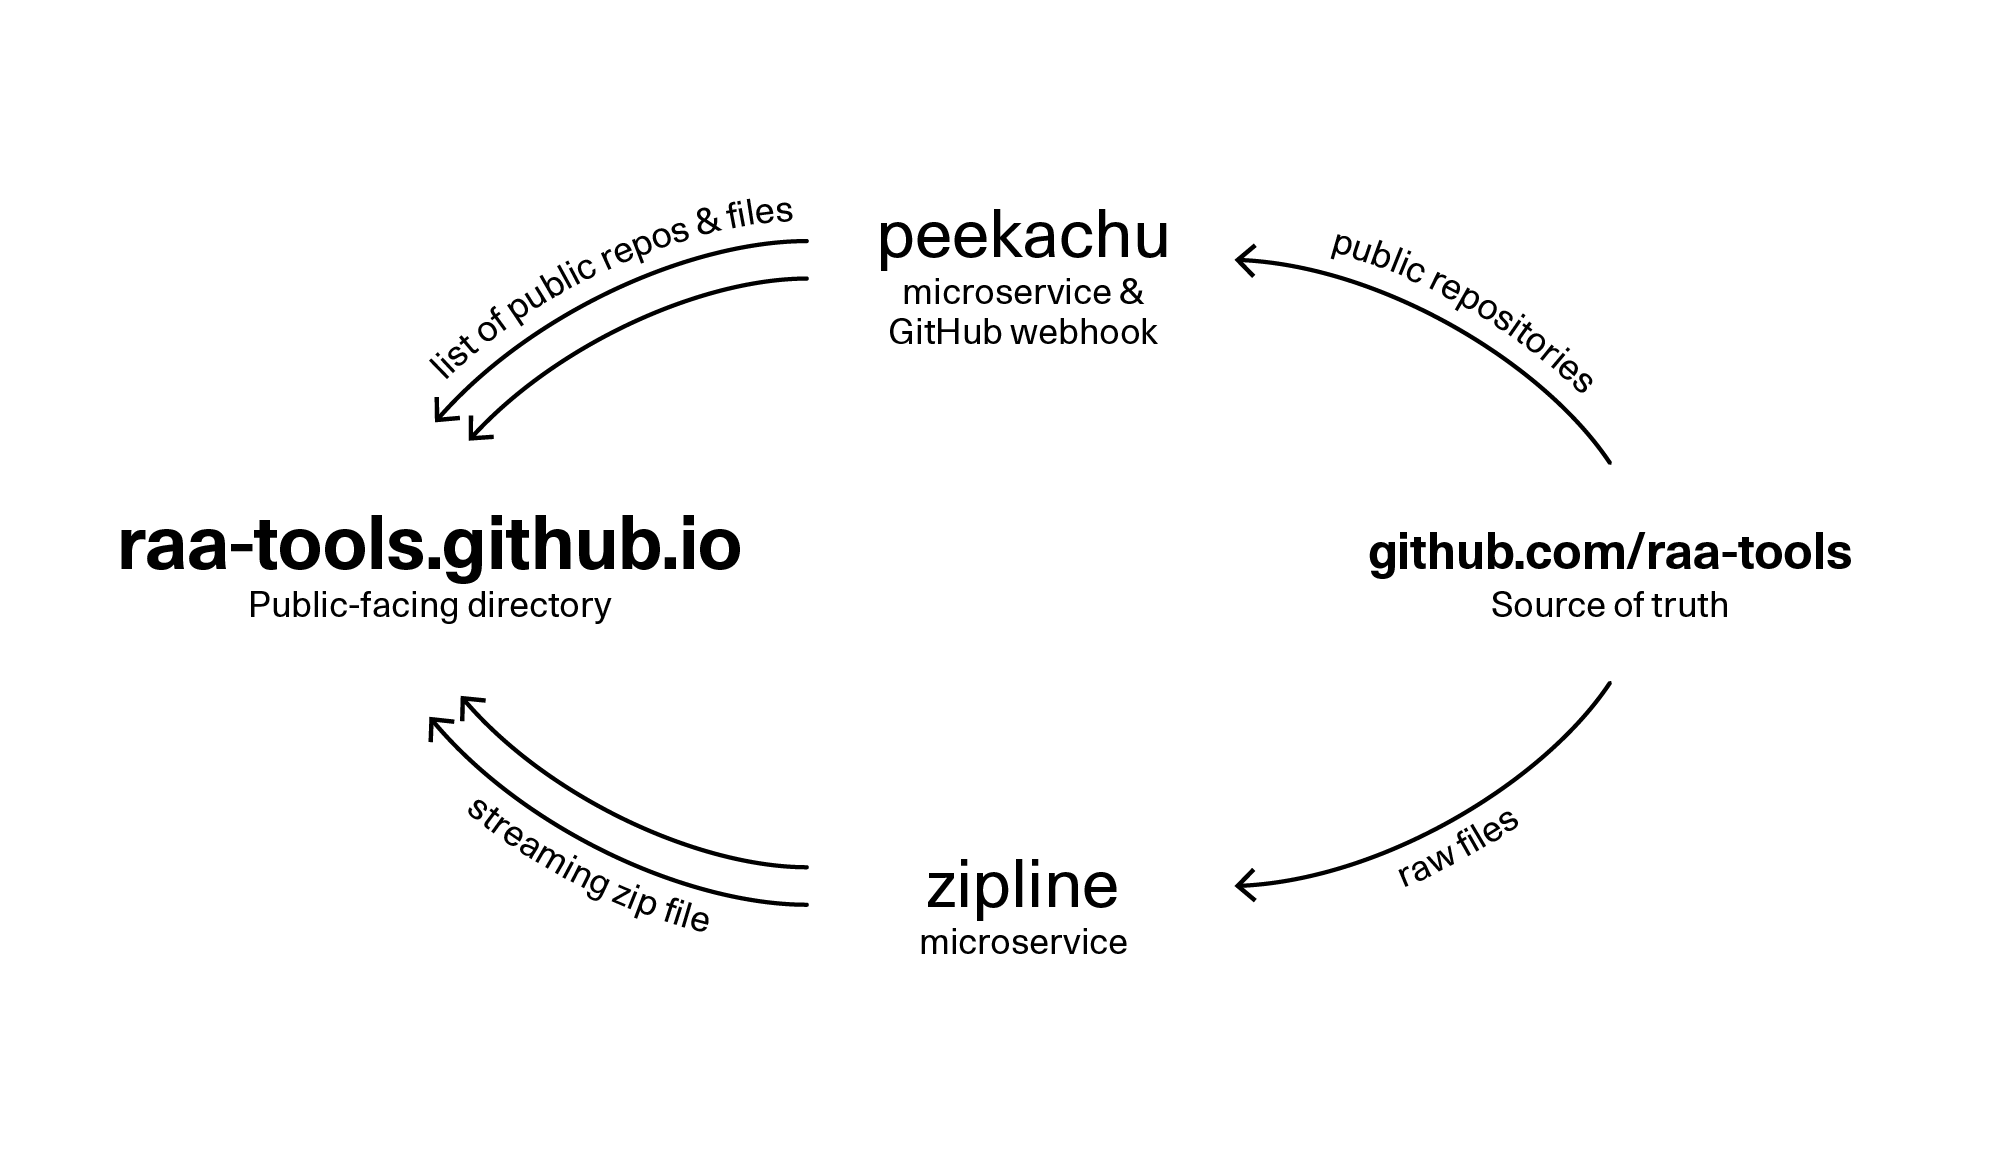 list of public repos & files
peekachu
microservice &
GitHub webhook
public repositories
raa-tools.github.io
Public-facing directory
github.com/raa-tools
Source of truth
streaming zip file
zipline
microservice
raw files